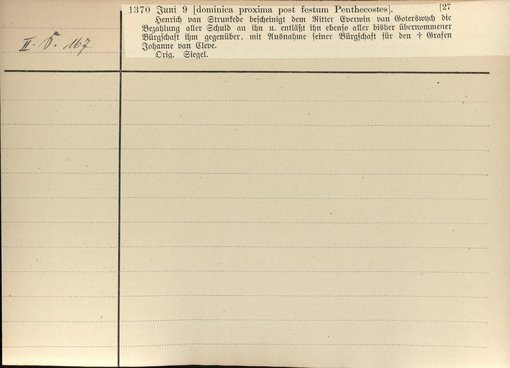 1370 Juni 9 [dominica proxima post festum Penthecostes]. [27
Henrich van Strunkede bescheinigt dem Ritter Everwin van Goterswych die
Bezahlung aller Schuld an ihn u. entläßt ihn ebenso aller bisher übernommener
Bürgschaft ihm gegenüber, mit Ausnahme seiner Bürgschaft für den † Grafen
Johanne van Cleve.
Orig. Siegel.
II. 167